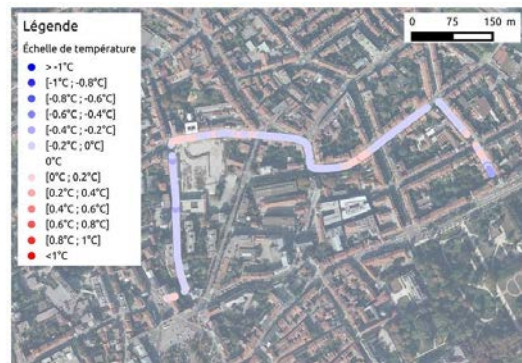 Légende
Échelle de température
> -1°C
[-1°C ; -0.8°C]
[-0.8°C ; -0.6°C]
[-0.6°C ; -0.4°C]
[-0.4°C ; -0.2°C]
[-0.2°C ; 0°C]
0°C
[0°C ; 0.2°C]
[0.2°C ; 0.4°C]
[0.4°C ; 0.6°C]
[0.6°C ; 0.8°C]
[0.8°C ; 1°C]
<1°C
0 75 150 m